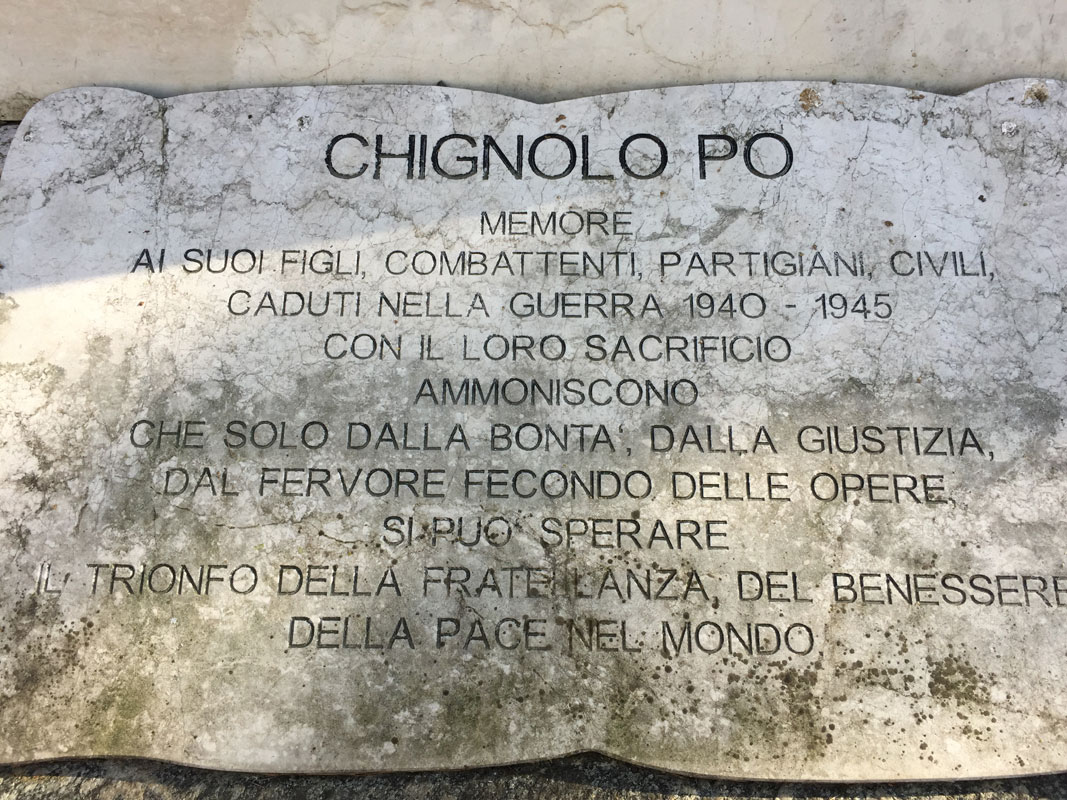 CHIGNOLO PO
MEMORE
AI SUOI FIGLI, COMBATTENTI, PARTIGIANI, CIVILI,
CADUTI NELLA GUERRA 1940 - 1945
CON IL LORO SACRIFICIO
AMMONISCONO
CHE SOLO DALLA BONTA', DALLA GIUSTIZIA,
DAL FERVORE FECONDO DELLE OPERE,
SI PUO' SPERARE
IL TRIONFO DELLA FRATELLANZA, DEL BENESSERE
DELLA PACE NEL MONDO